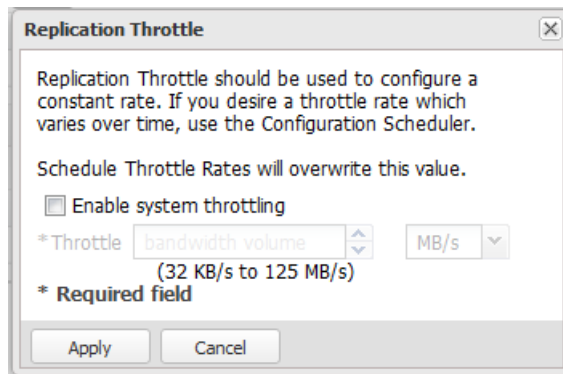 Replication Throttle
Replication Throttle should be used to configure a
constant rate. If you desire a throttle rate which
varies over time, use the Configuration Scheduler.
Schedule Throttle Rates will overwrite this value.
Enable system throttling
* Throttle bandwidth volume MB/s
(32 KB/s to 125 MB/s)
* Required field
Apply Cancel